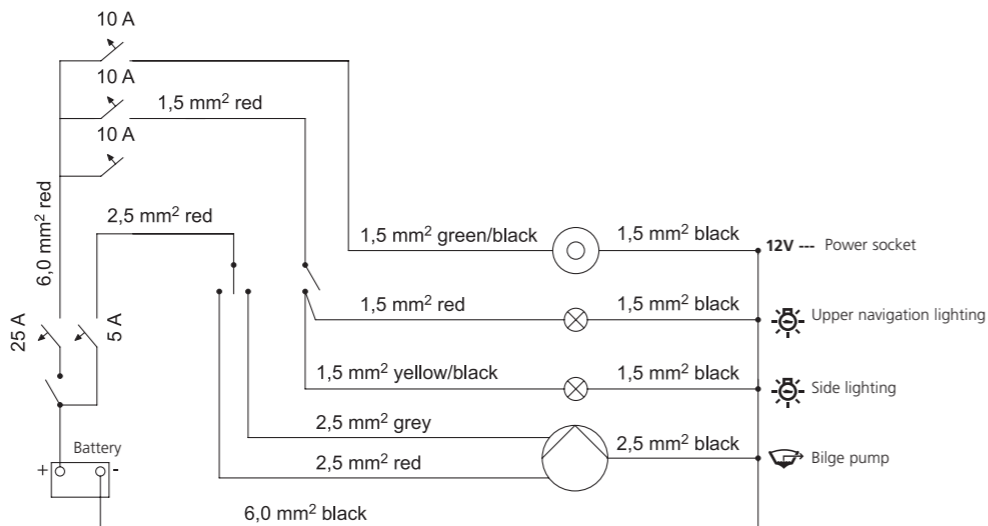 10 A
10 A
1,5 mm² red
10 A
6,0 mm² red
2,5 mm² red
1,5 mm² green/black
1,5 mm² black
12V --- Power socket
25 A
5 A
1,5 mm² red
1,5 mm² black
Upper navigation lighting
1,5 mm² yellow/black
1,5 mm² black
Side lighting
2,5 mm² grey
Battery
+
-
2,5 mm² red
2,5 mm² black
Bilge pump
6,0 mm² black